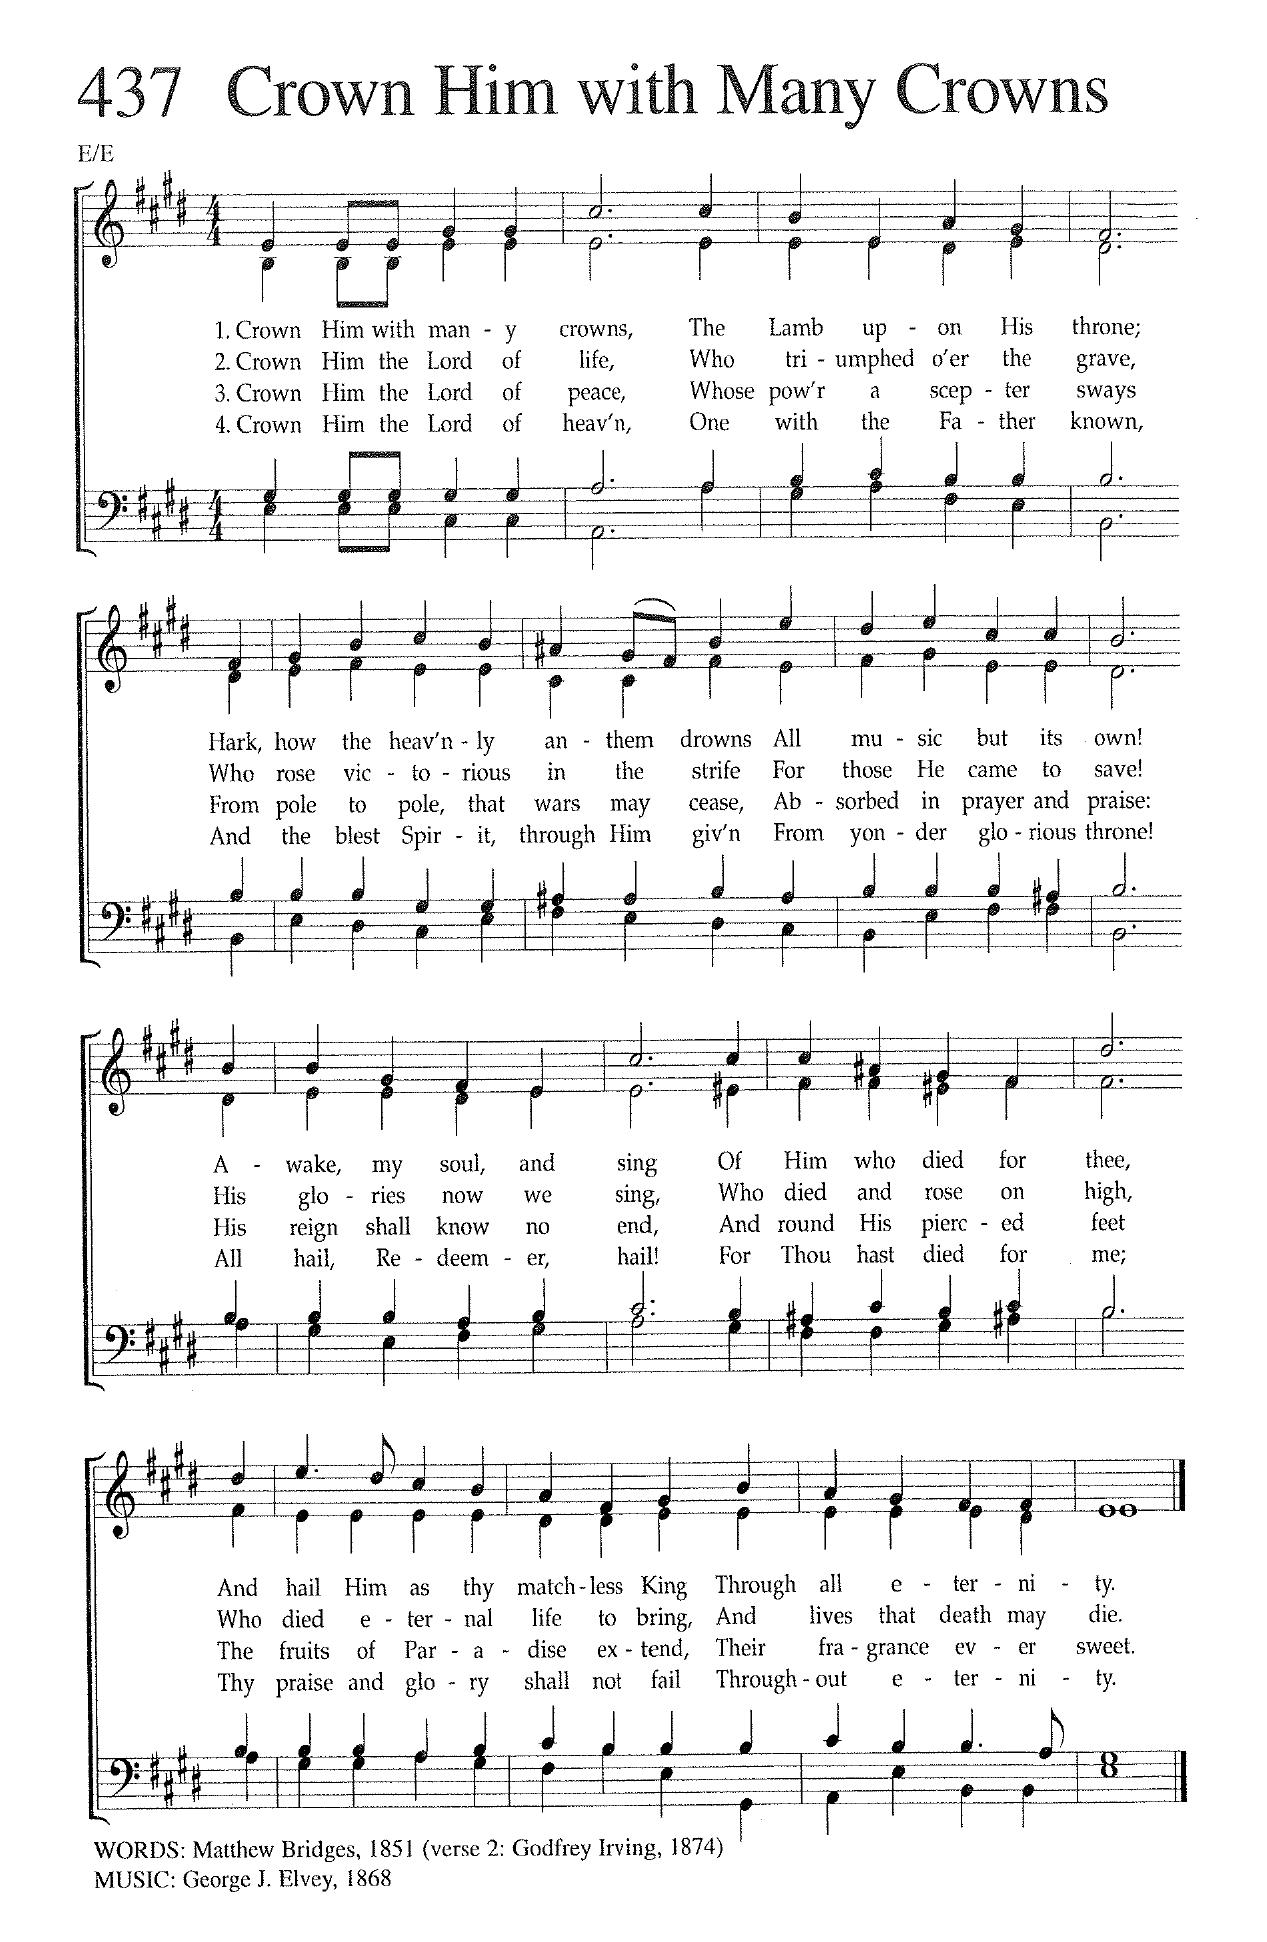 437 Crown Him with Many Crowns
E/E
1. Crown Him with man - y crowns, The Lamb up - on His throne;
2. Crown Him the Lord of life, Who tri - umphed o'er the grave,
3. Crown Him the Lord of peace, Whose pow'r a scep - ter sways
4. Crown Him the Lord of heav'n, One with the Fa - ther known,
Hark, how the heav'n - ly an - them drowns All mu - sic but its own!
Who rose vic - to - rious in the strife For those He came to save!
From pole to pole, that wars may cease, Ab - sorbed in prayer and praise:
And the blest Spir - it, through Him giv'n From yon - der glo - rious throne!
A - wake, my soul, and sing Of Him who died for thee,
His glo - ries now we sing, Who died and rose on high,
His reign shall know no end, And round His pierc - ed feet
All hail, Re - deem - er, hail! For Thou hast died for me;
And hail Him as thy match - less King Through all e - ter - ni - ty.
Who died e - ter - nal life to bring, And lives that death may die.
The fruits of Par - a - dise ex - tend, Their fra - grance ev - er sweet.
Thy praise and glo - ry shall not fail Through - out e - ter - ni - ty.
WORDS: Matthew Bridges, 1851 (verse 2: Godfrey Irving, 1874)
MUSIC: George J. Elvey, 1868